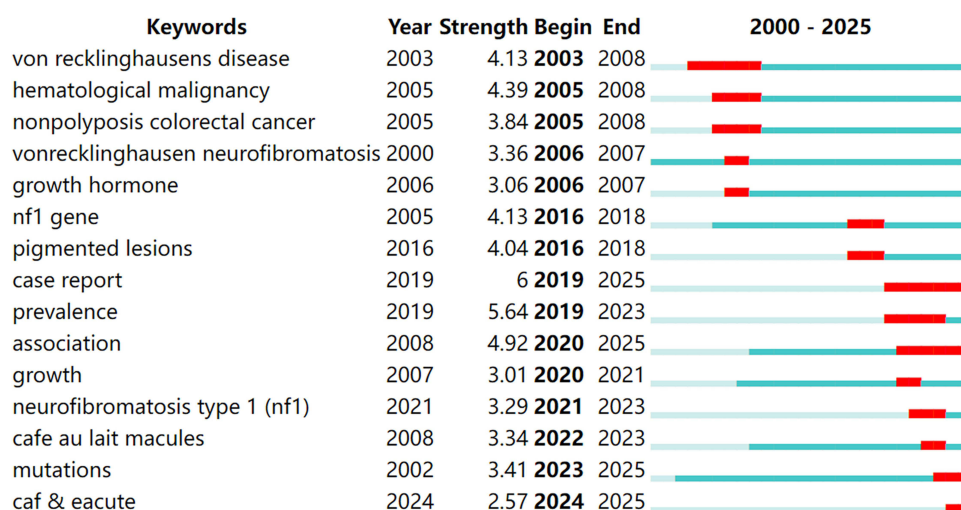 Keywords Year Strength Begin End 2000 - 2025
von recklinghausens disease 2003 4.13 2003 2008
hematological malignancy 2005 4.39 2005 2008
nonpolyposis colorectal cancer 2005 3.84 2005 2008
vonrecklinghausen neurofibromatosis 2000 3.36 2006 2007
growth hormone 2006 3.06 2006 2007
nf1 gene 2005 4.13 2016 2018
pigmented lesions 2016 4.04 2016 2018
case report 2019 6 2019 2025
prevalence 2019 5.64 2019 2023
association 2008 4.92 2020 2025
growth 2007 3.01 2020 2021
neurofibromatosis type 1 (nf1) 2021 3.29 2021 2023
cafe au lait macules 2008 3.34 2022 2023
mutations 2002 3.41 2023 2025
caf & eacute 2024 2.57 2024 2025